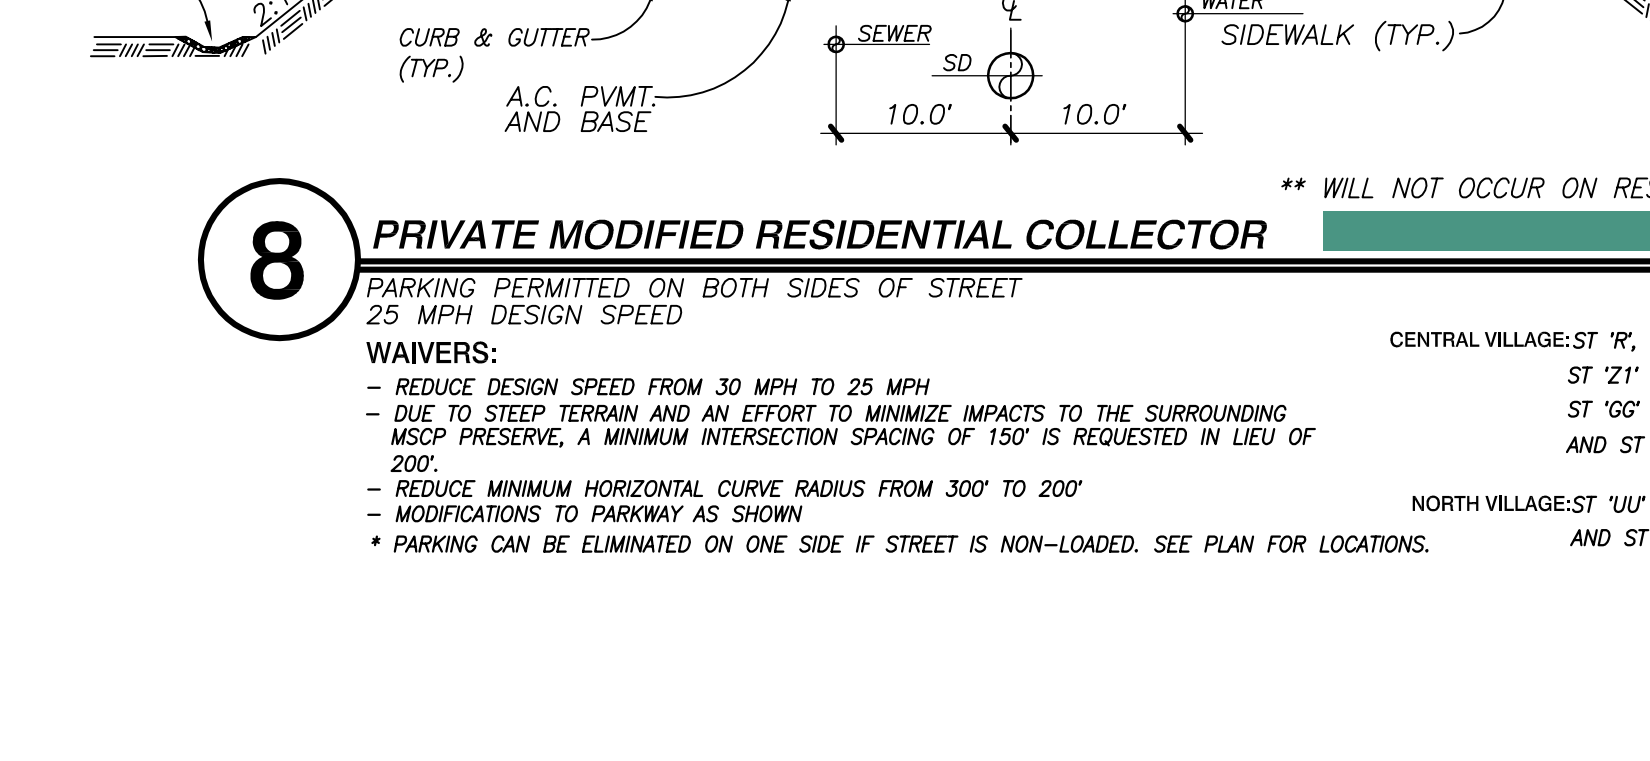 2:1
CURB & GUTTER
(TYP.)
A.C. PVMT.
AND BASE
SEWER
SD
10.0' 10.0'
WATER
SIDEWALK (TYP.)
** WILL NOT OCCUR ON
8
PRIVATE MODIFIED RESIDENTIAL COLLECTOR
PARKING PERMITTED ON BOTH SIDES OF STREET
25 MPH DESIGN SPEED
WAIVERS:
– REDUCE DESIGN SPEED FROM 30 MPH TO 25 MPH
– DUE TO STEEP TERRAIN AND AN EFFORT TO MINIMIZE IMPACTS TO THE SURROUNDING
MSCP PRESERVE, A MINIMUM INTERSECTION SPACING OF 150' IS REQUESTED IN LIEU OF
200'.
– REDUCE MINIMUM HORIZONTAL CURVE RADIUS FROM 300' TO 200'
– MODIFICATIONS TO PARKWAY AS SHOWN
* PARKING CAN BE ELIMINATED ON ONE SIDE IF STREET IS NON–LOADED. SEE PLAN FOR LOCATIONS.
CENTRAL VILLAGE: ST 'R',
ST 'Z1'
ST 'GG'
AND ST
NORTH VILLAGE: ST 'UU'
AND ST